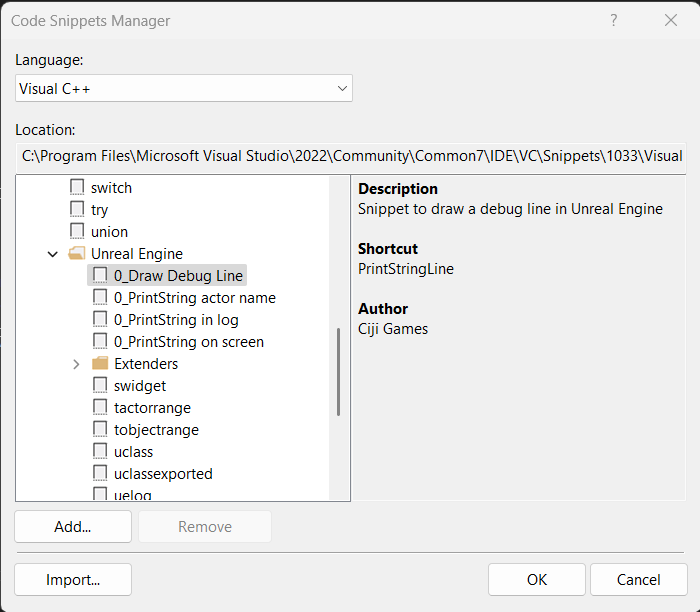 Code Snippets Manager
?
Language:
Visual C++
Location:
C:\Program Files\Microsoft Visual Studio\2022\Community\Common7\IDE\VC\Snippets\1033\Visual
switch
try
union
Unreal Engine
0_Draw Debug Line
0_PrintString actor name
0_PrintString in log
0_PrintString on screen
Extenders
swidget
tactorrange
tobjectrange
uclass
uclassexported
uelog
Description
Snippet to draw a debug line in Unreal Engine
Shortcut
PrintStringLine
Author
Ciji Games
Add...
Remove
Import...
OK
Cancel